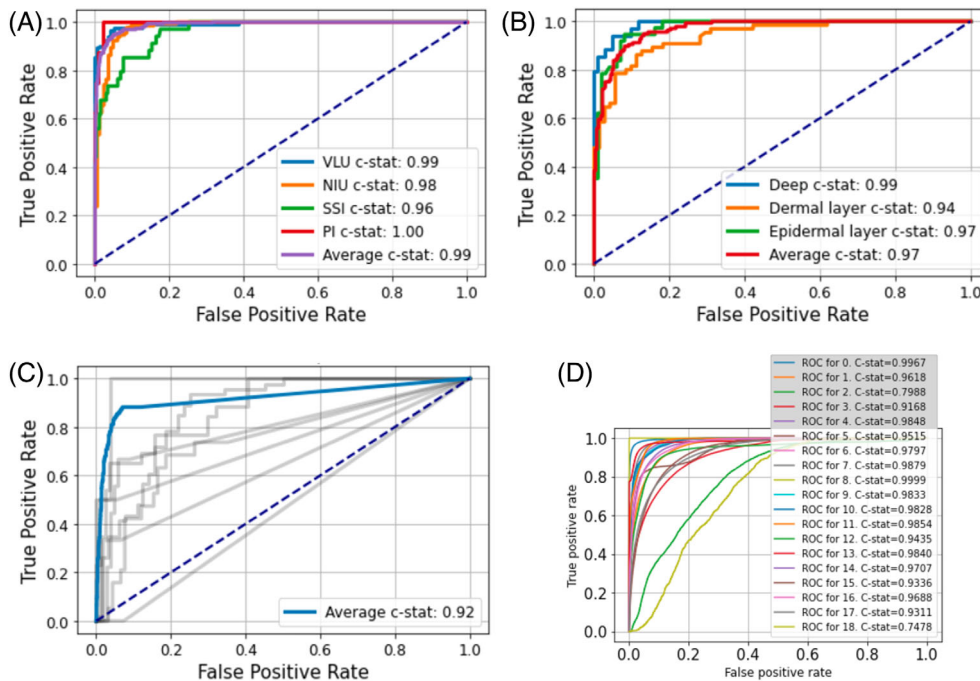 (A)
1.0
0.8
0.6
0.4
0.2
0.0
True Positive Rate
VLU c-stat: 0.99
NIU c-stat: 0.98
SSI c-stat: 0.96
PI c-stat: 1.00
Average c-stat: 0.99
0.0 0.2 0.4 0.6 0.8 1.0
False Positive Rate
(B)
1.0
0.8
0.6
0.4
0.2
0.0
True Positive Rate
Deep c-stat: 0.99
Dermal layer c-stat: 0.94
Epidermal layer c-stat: 0.97
Average c-stat: 0.97
0.0 0.2 0.4 0.6 0.8 1.0
False Positive Rate
(C)
1.0
0.8
0.6
0.4
0.2
0.0
True Positive Rate
Average c-stat: 0.92
0.0 0.2 0.4 0.6 0.8 1.0
False Positive Rate
(D)
ROC for 0. C-stat=0.9967
ROC for 1. C-stat=0.9618
ROC for 2. C-stat=0.7988
ROC for 3. C-stat=0.9168
ROC for 4. C-stat=0.9848
ROC for 5. C-stat=0.9515
ROC for 6. C-stat=0.9797
ROC for 7. C-stat=0.9879
ROC for 8. C-stat=0.9999
ROC for 9. C-stat=0.9833
ROC for 10. C-stat=0.9828
ROC for 11. C-stat=0.9854
ROC for 12. C-stat=0.9435
ROC for 13. C-stat=0.9840
ROC for 14. C-stat=0.9707
ROC for 15. C-stat=0.9336
ROC for 16. C-stat=0.9688
ROC for 17. C-stat=0.9311
ROC for 18. C-stat=0.7478
1.0
0.8
0.6
0.4
0.2
0.0
True positive rate
0.0 0.2 0.4 0.6 0.8 1.0
False positive rate